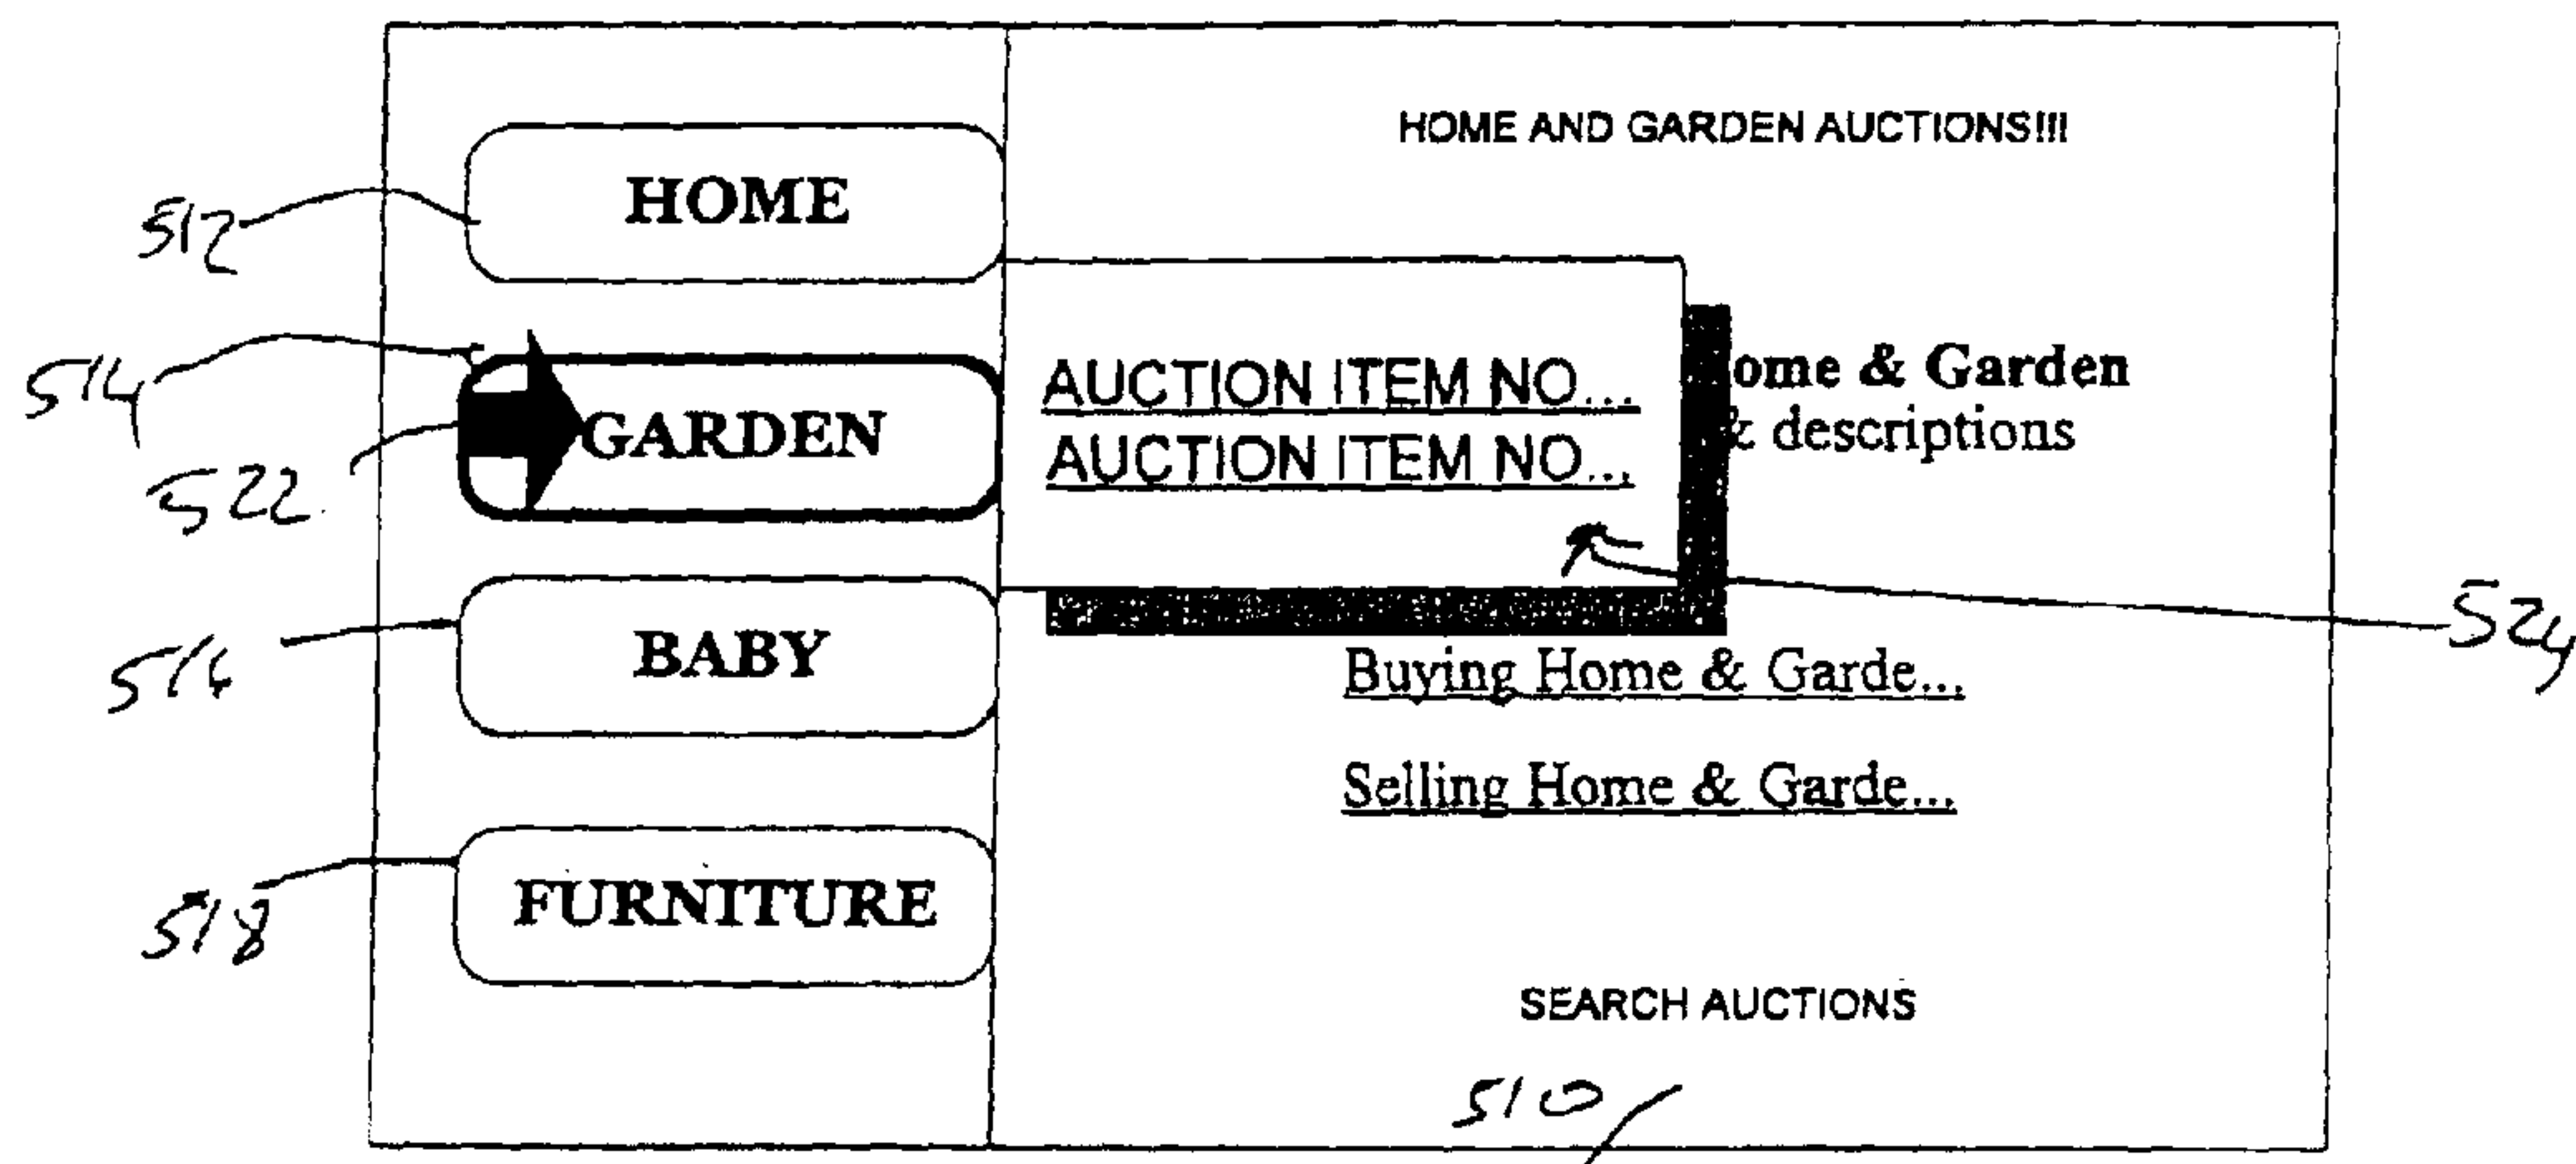 HOME AND GARDEN AUCTIONS!!!
HOME
512
AUCTION ITEM NO...
ome & Garden
514
GARDEN
& descriptions
AUCTION ITEM NO...
522
BABY
516
524
Buying Home & Garde...
Selling Home & Garde...
FURNITURE
518
SEARCH AUCTIONS
510